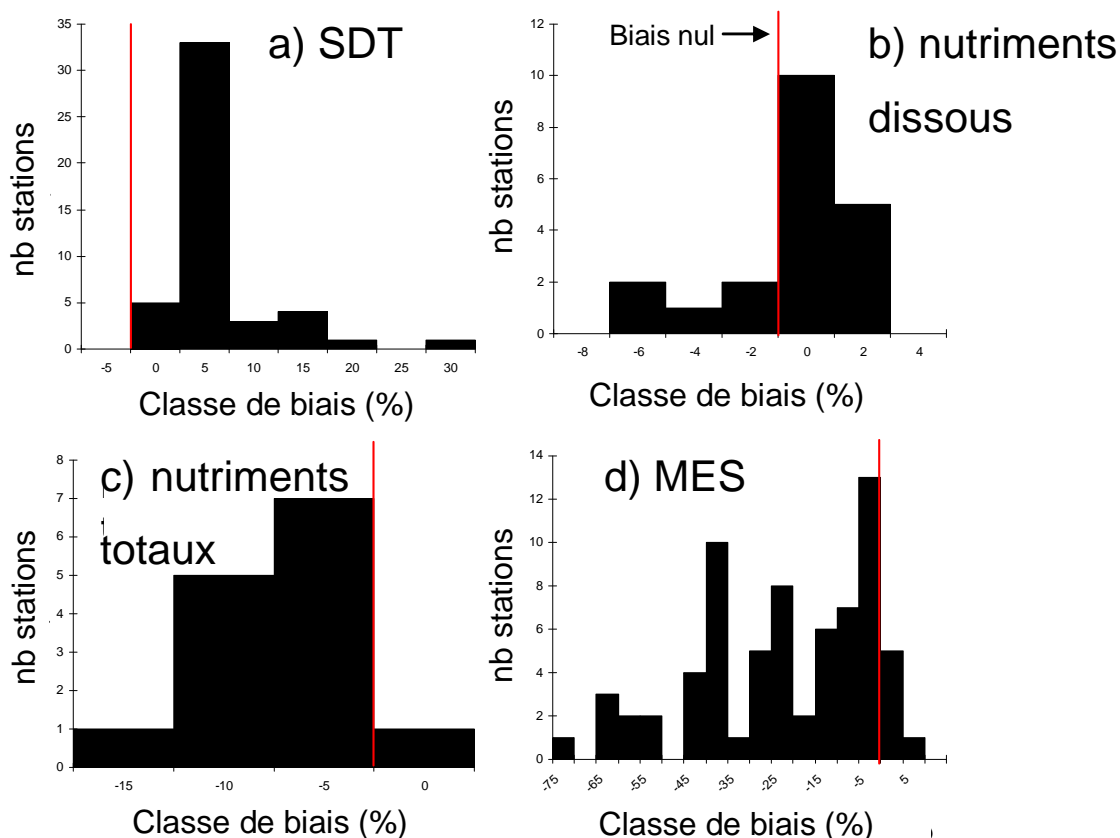 a) SDT
35
30
25
20
15
10
5
0
nb stations
-5 0 5 10 15 20 25 30
Classe de biais (%)
Biais nul
b) nutriments
dissous
12
10
8
6
4
2
0
nb stations
-8 -6 -4 -2 0 2 4
Classe de biais (%)
c) nutriments
totaux
8
7
6
5
4
3
2
1
0
nb stations
-15 -10 -5 0
Classe de biais (%)
d) MES
14
12
10
8
6
4
2
0
nb stations
-75 -65 -55 -45 -35 -25 -15 -5 5
Classe de biais (%)